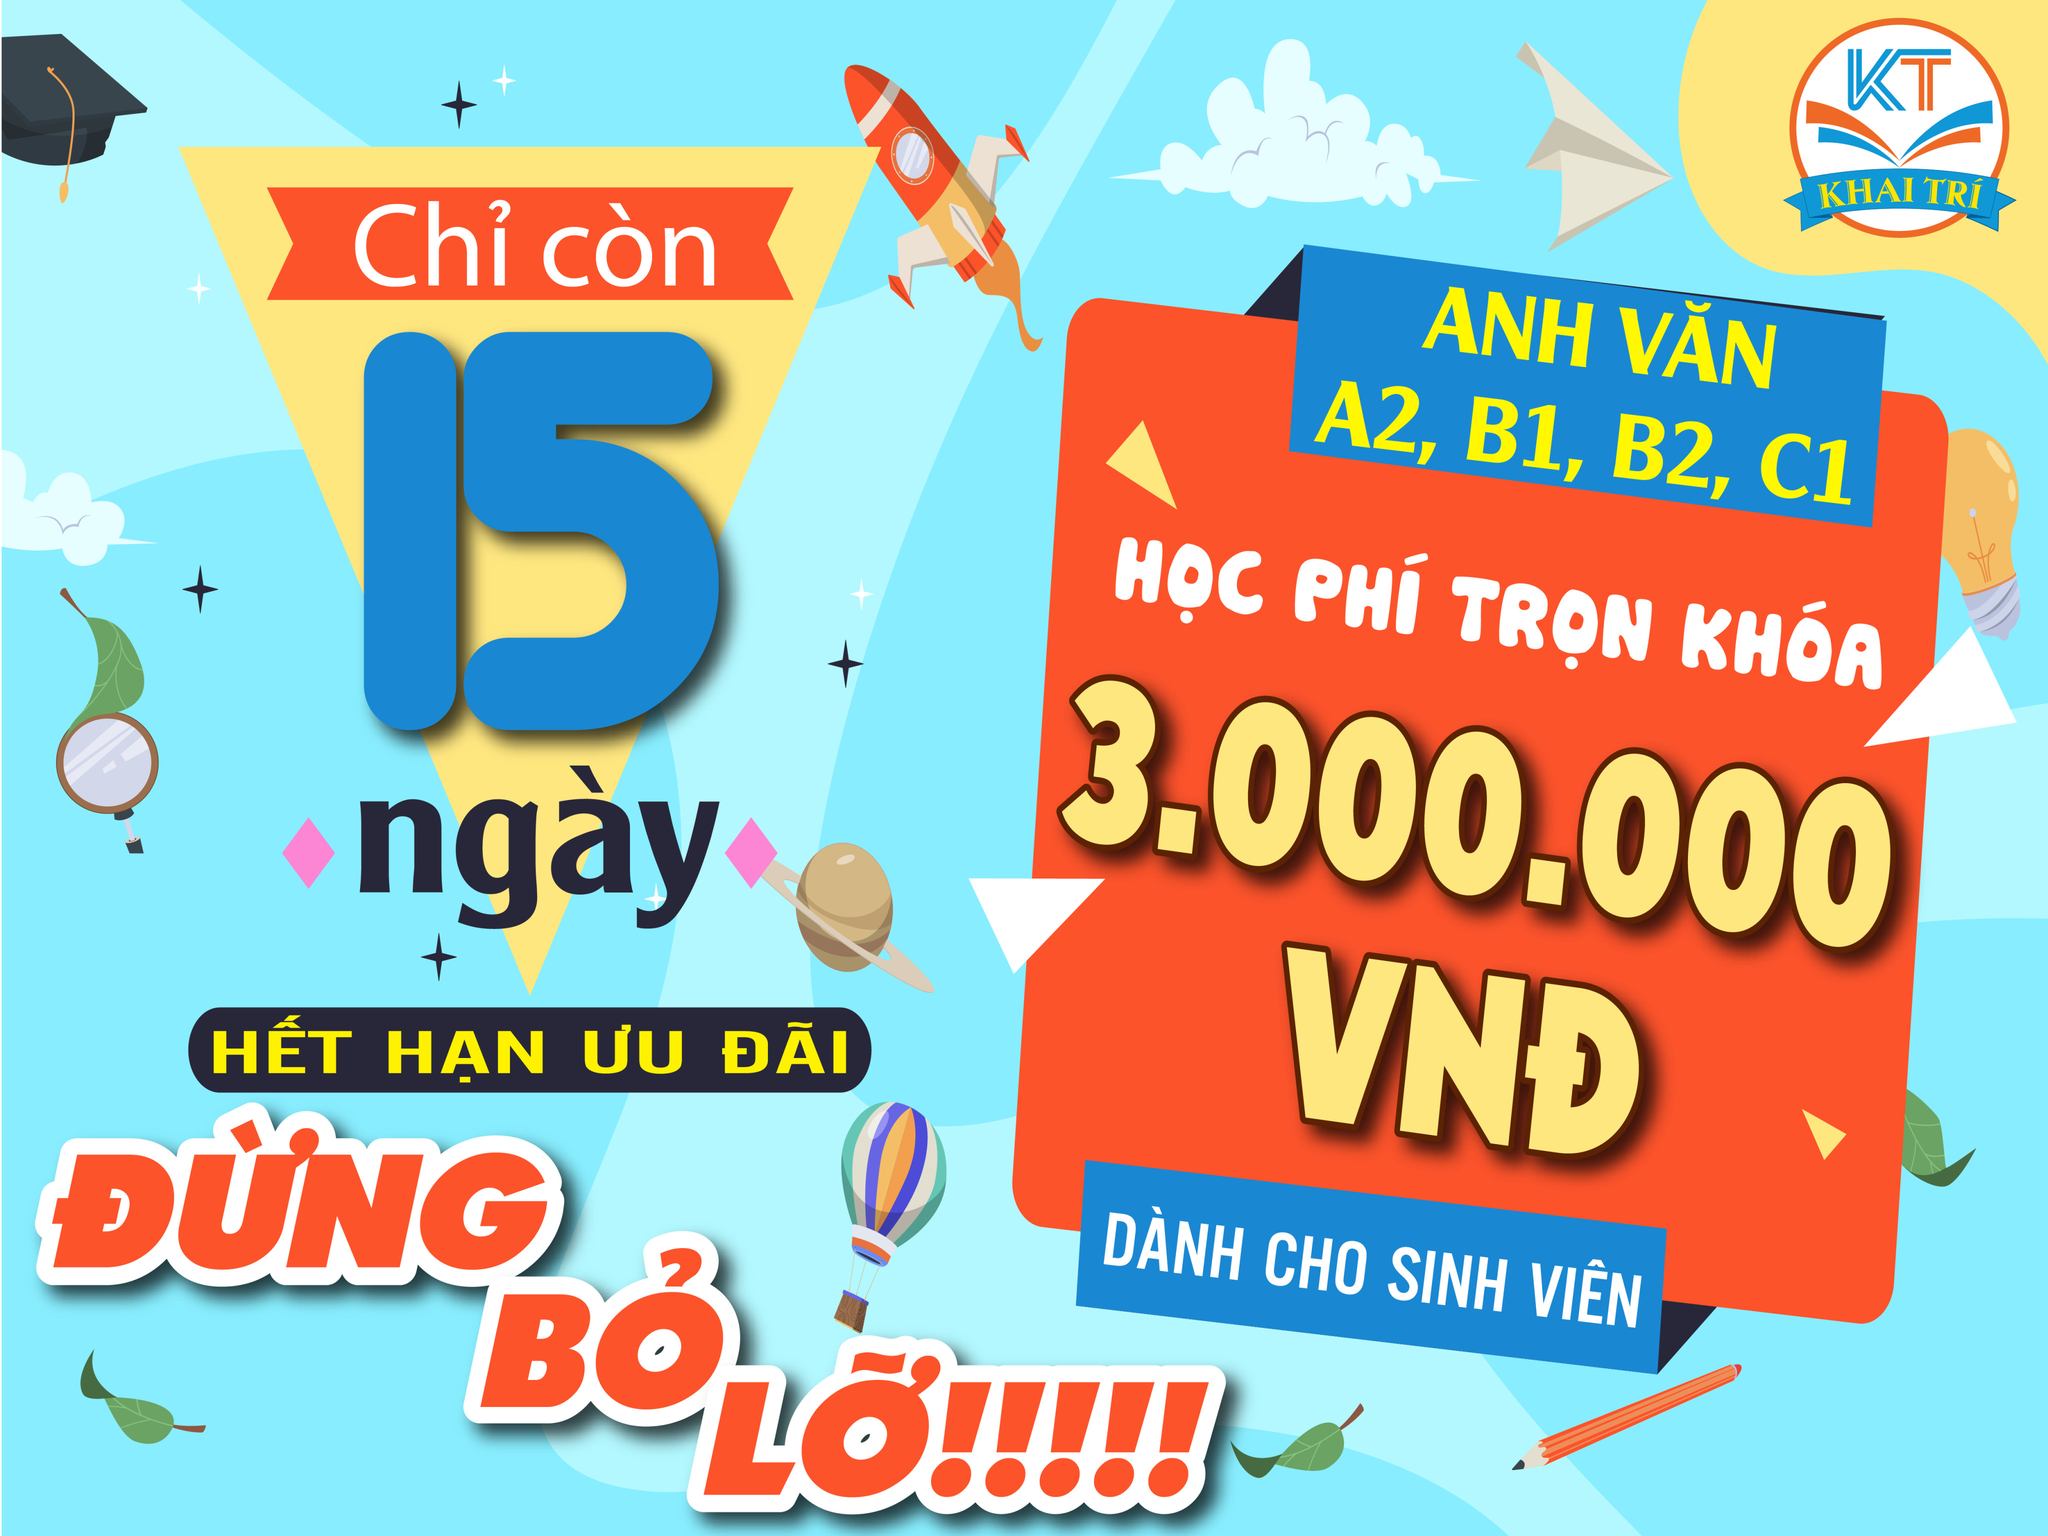 Chỉ còn
15
ngày
HẾT HẠN ƯU ĐÃI
ĐỪNG
BỎ
LỠ!!!!!
KT
KHAI TRÍ
ANH VĂN
A2, B1, B2, C1
HỌC PHÍ TRỌN KHÓA
3.000.000
VNĐ
DÀNH CHO SINH VIÊN